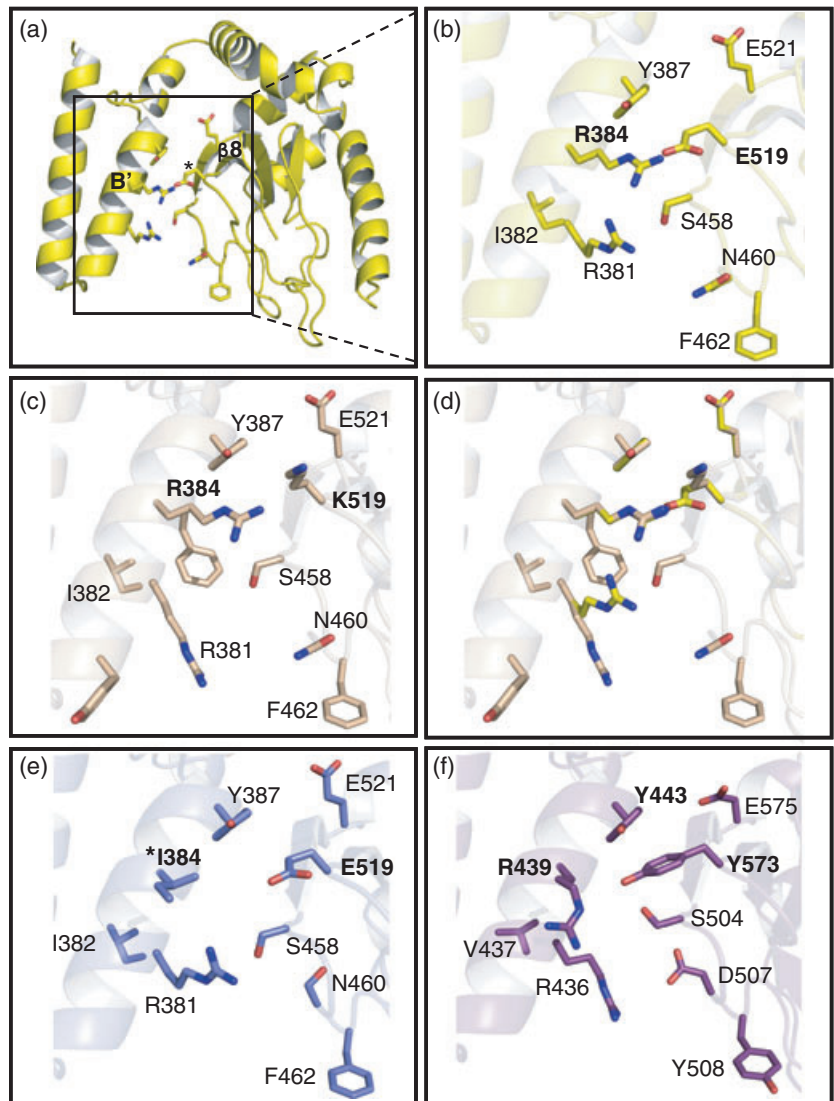 (a)
β8
*
B'
(b)
E521
Y387
R384
E519
S458
I382
R381
N460
F462
(c)
Y387
E521
R384
K519
I382
S458
R381
N460
F462
(d)
(e)
Y387
E521
*I384
E519
I382
S458
R381
N460
F462
(f)
Y443
E575
R439
Y573
S504
V437
R436
D507
Y508